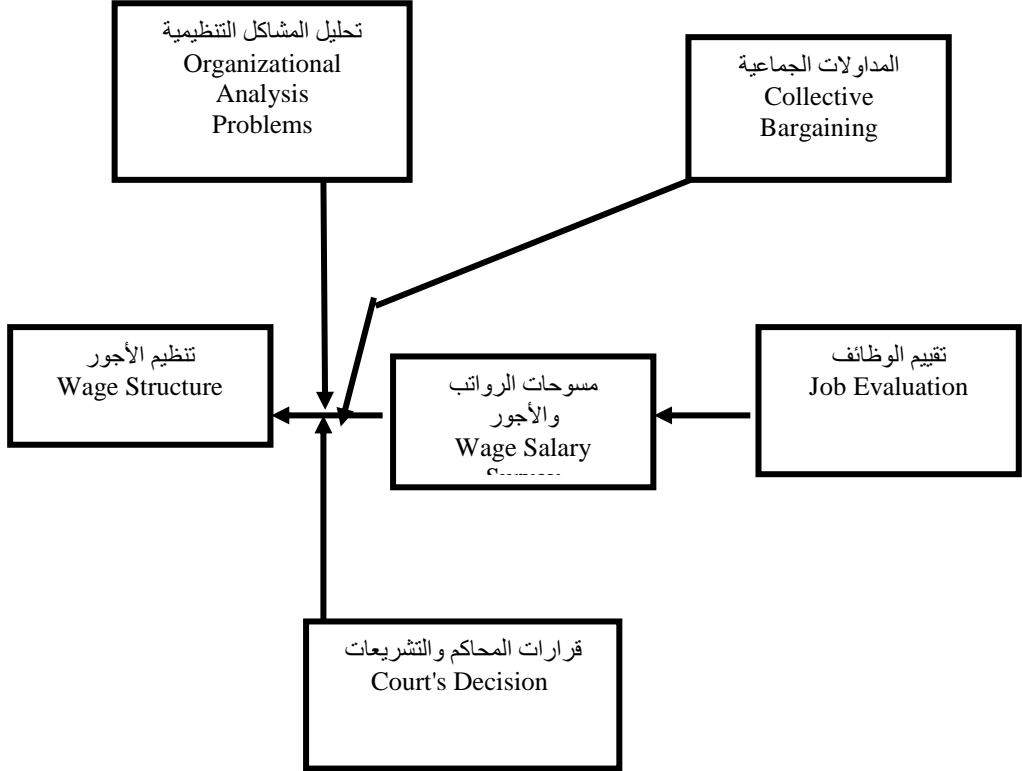 تحليل المشاكل التنظيمية
Organizational
Analysis
Problems
المداولات الجماعية
Collective
Bargaining
تنظيم الأجور
Wage Structure
مسوحات الرواتب
والأجور
Wage Salary
تقييم الوظائف
Job Evaluation
قرارات المحاكم والتشريعات
Court's Decision